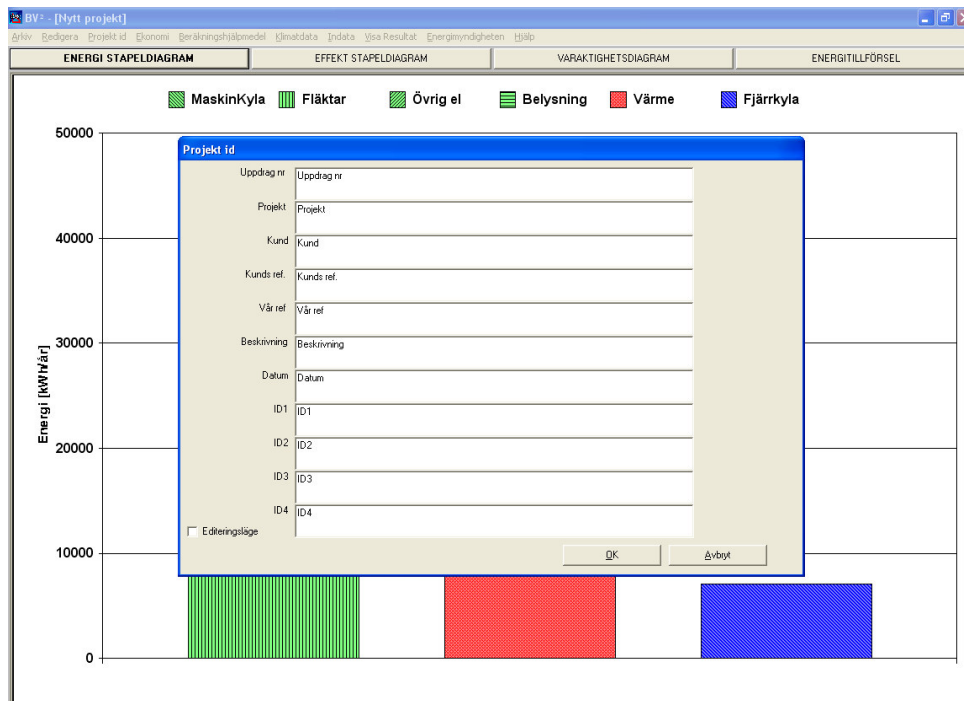 BV² - [Nytt projekt]
Arkiv Redigera Projekt id Ekonomi Beräkningshjälpmedel Klimatdata Indata Visa Resultat Energimyndigheten Hjälp
ENERGI STAPELDIAGRAM EFFEKT STAPELDIAGRAM VARAKTIGHETSDIAGRAM ENERGITILLFÖRSEL
MaskinKyla Fläktar Övrig el Belysning Värme Fjärrkyla
50000
40000
30000
20000
10000
0
Energi [kWh/år]
Projekt id
Uppdrag nr Uppdrag nr
Projekt Projekt
Kund Kund
Kunds ref. Kunds ref.
Vår ref Vår ref
Beskrivning Beskrivning
Datum Datum
ID1 ID1
ID2 ID2
ID3 ID3
ID4 ID4
Editeringsläge
OK Avbryt